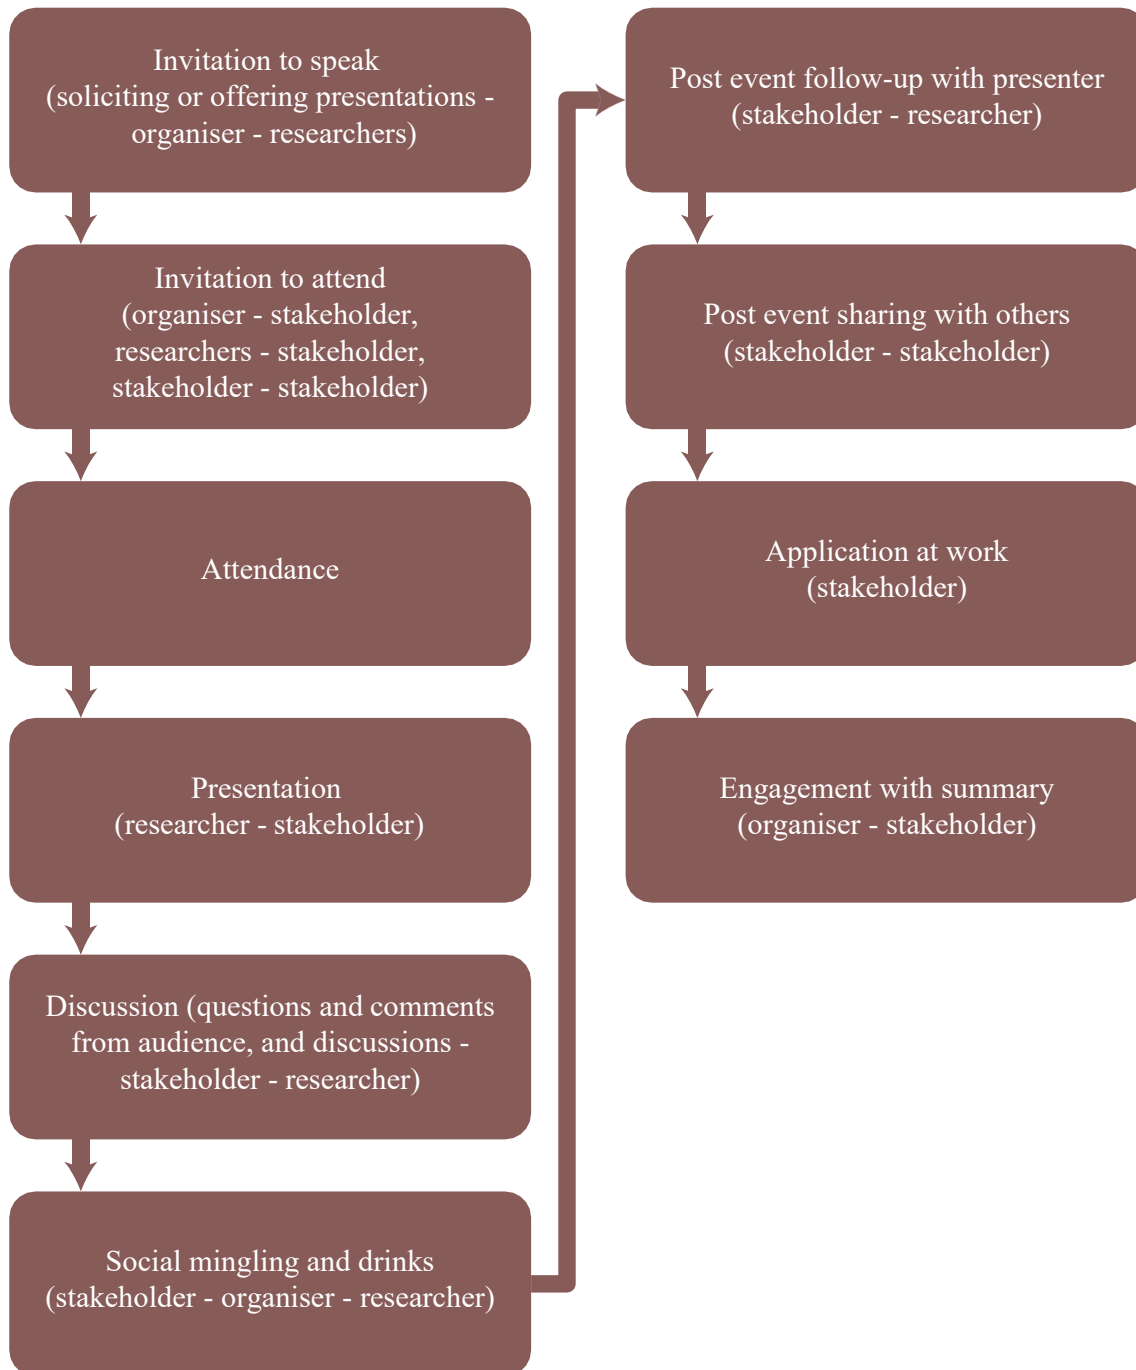 Invitation to speak
(soliciting or offering presentations -
organiser - researchers)
Invitation to attend
(organiser - stakeholder,
researchers - stakeholder,
stakeholder - stakeholder)
Attendance
Presentation
(researcher - stakeholder)
Discussion (questions and comments
from audience, and discussions -
stakeholder - researcher)
Social mingling and drinks
(stakeholder - organiser - researcher)
Post event follow-up with presenter
(stakeholder - researcher)
Post event sharing with others
(stakeholder - stakeholder)
Application at work
(stakeholder)
Engagement with summary
(organiser - stakeholder)